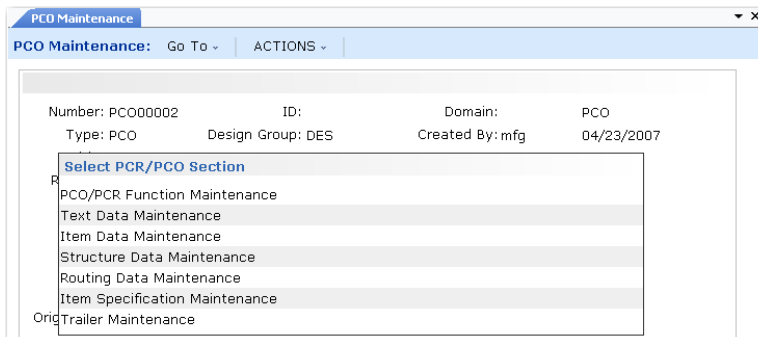 PCO Maintenance
PCO Maintenance: Go To ACTIONS
Number: PCO00002 ID: Domain: PCO
Type: PCO Design Group: DES Created By: mfg 04/23/2007
Select PCR/PCO Section
R
PCO/PCR Function Maintenance
Text Data Maintenance
Item Data Maintenance
Structure Data Maintenance
Routing Data Maintenance
Item Specification Maintenance
Orig Trailer Maintenance